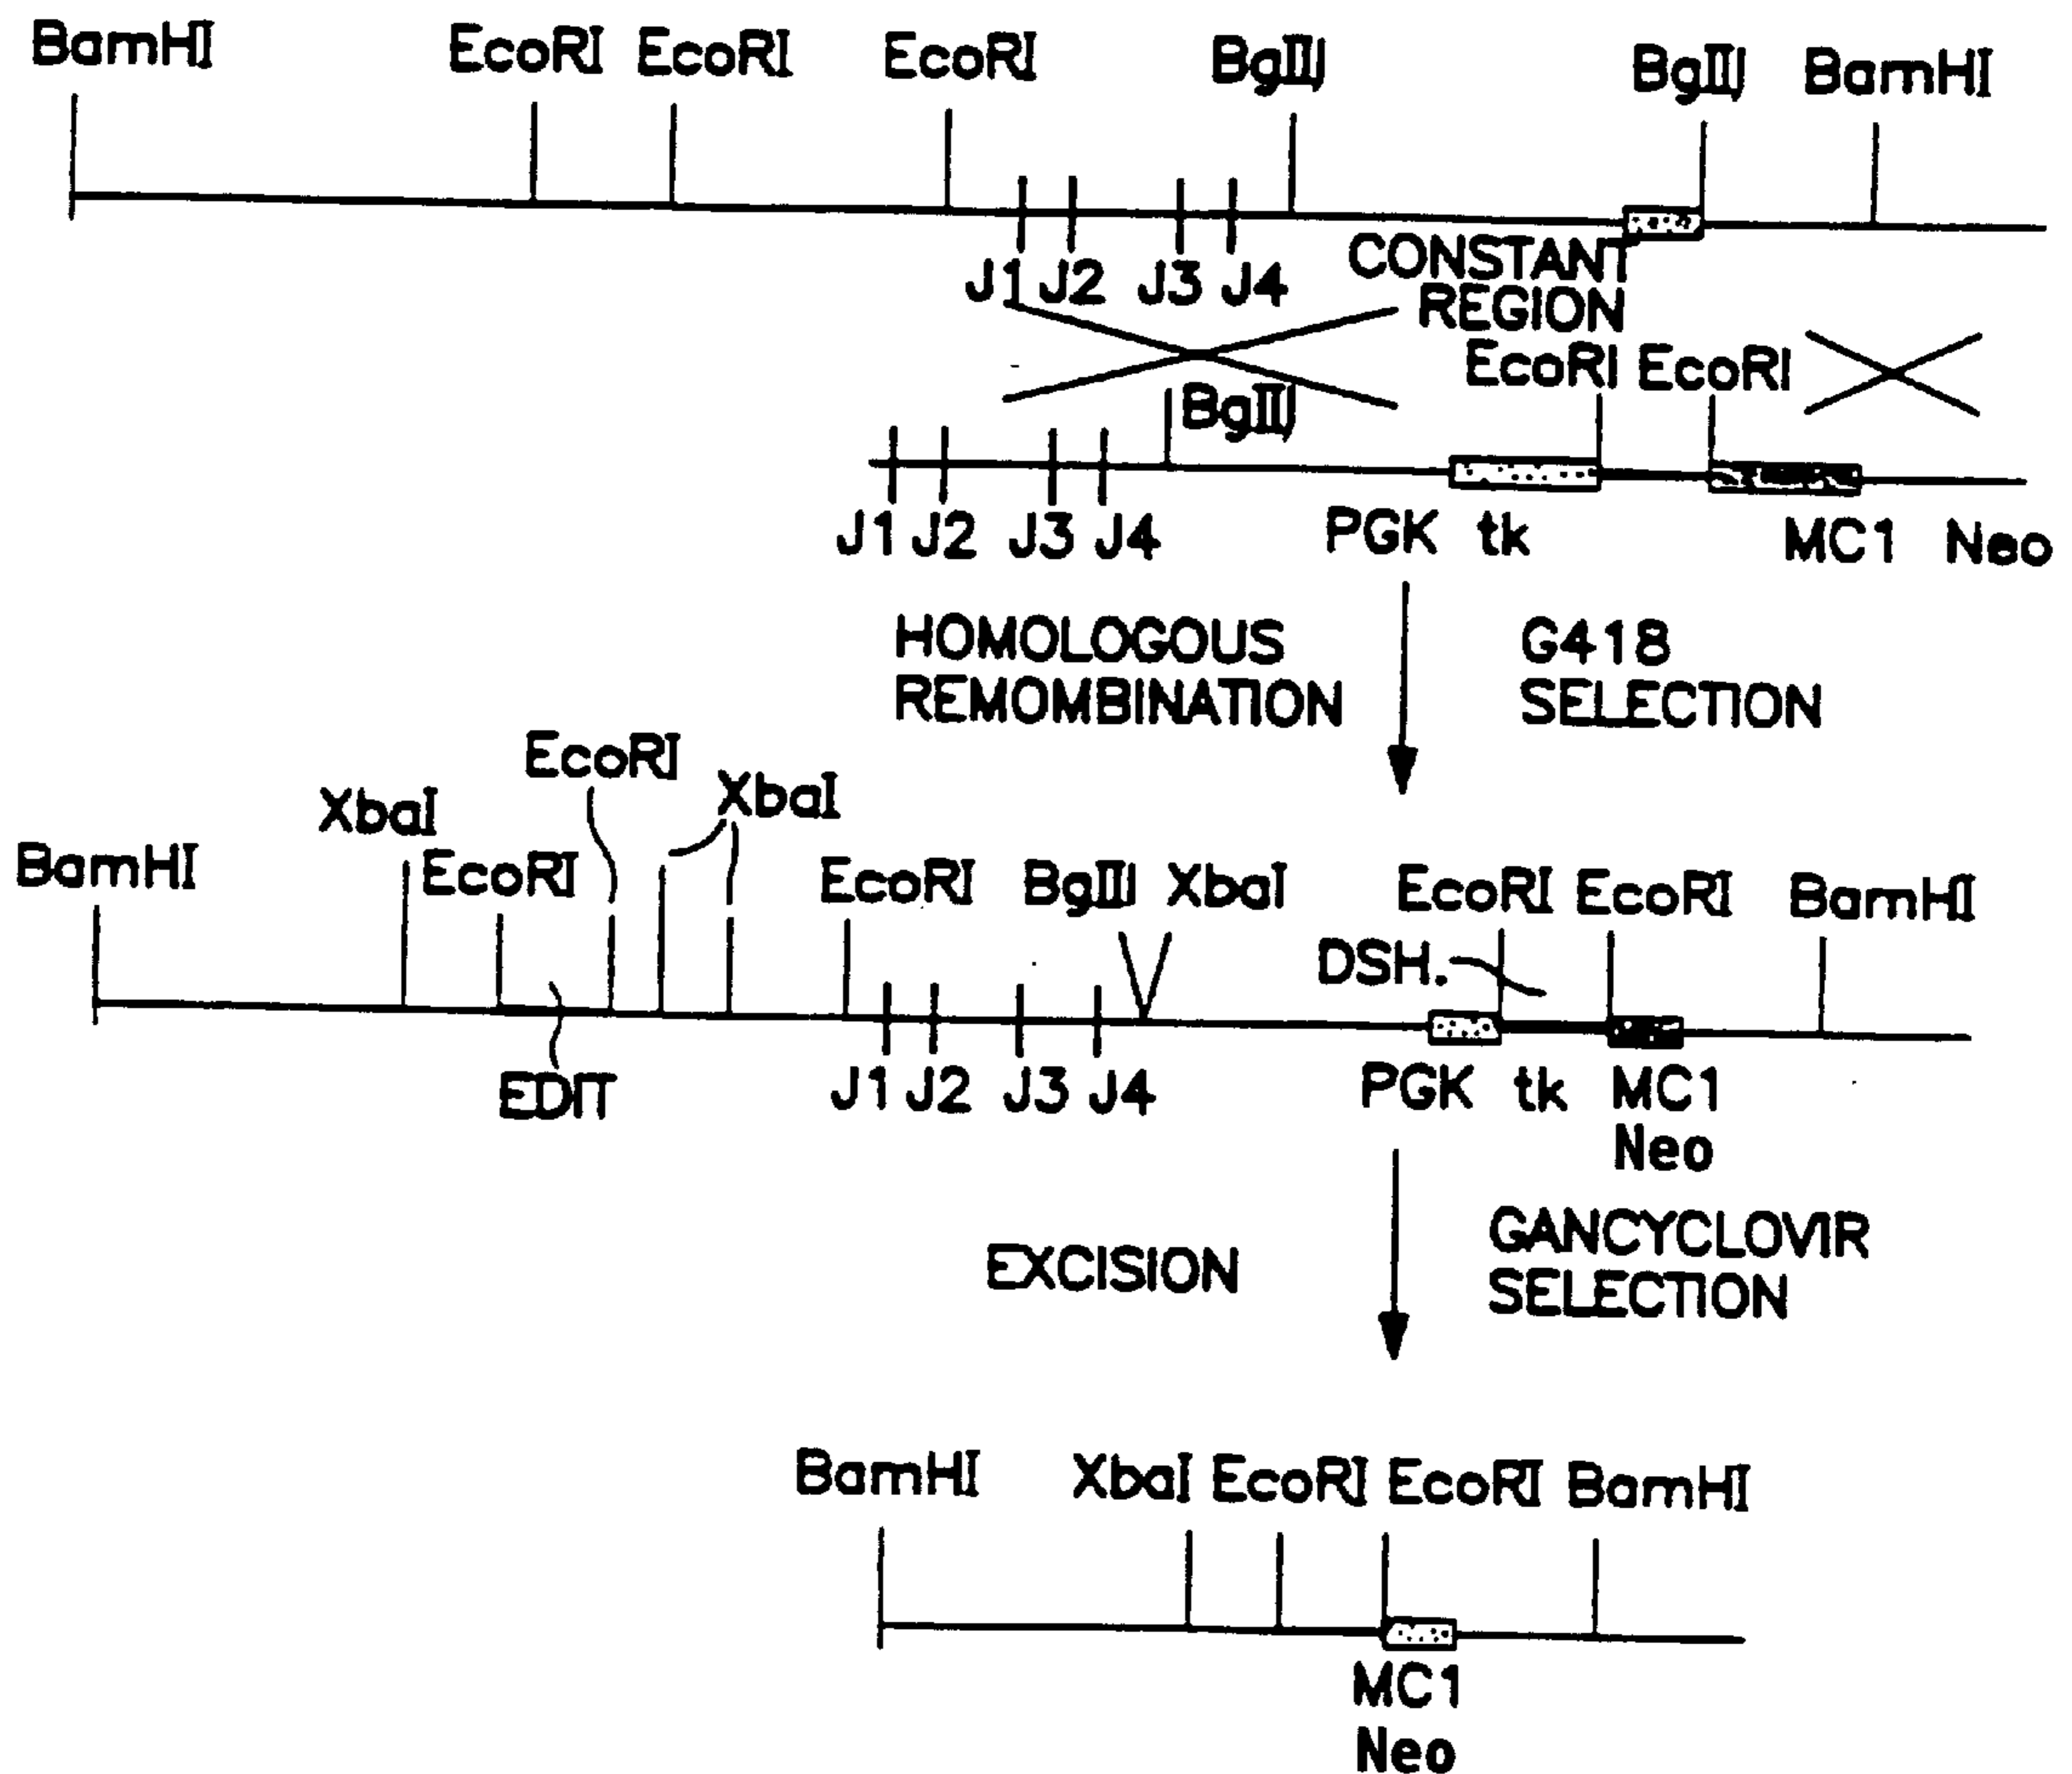 BamHI EcoRI EcoRI EcoRI BglII BglII BamHI
J1 J2 J3 J4
CONSTANT
REGION
EcoRI EcoRI
BglII
J1 J2 J3 J4 PGK tk MC1 Neo
HOMOLOGOUS
REMOMBINATION
G418
SELECTION
EcoRI
XbaI XbaI
BamHI EcoRI EcoRI BglII XbaI EcoRI EcoRI BamHI
DSH.
EDIT
J1 J2 J3 J4 PGK tk MC1
Neo
EXCISION
GANCYCLOVIR
SELECTION
BamHI XbaI EcoRI EcoRI BamHI
MC1
Neo